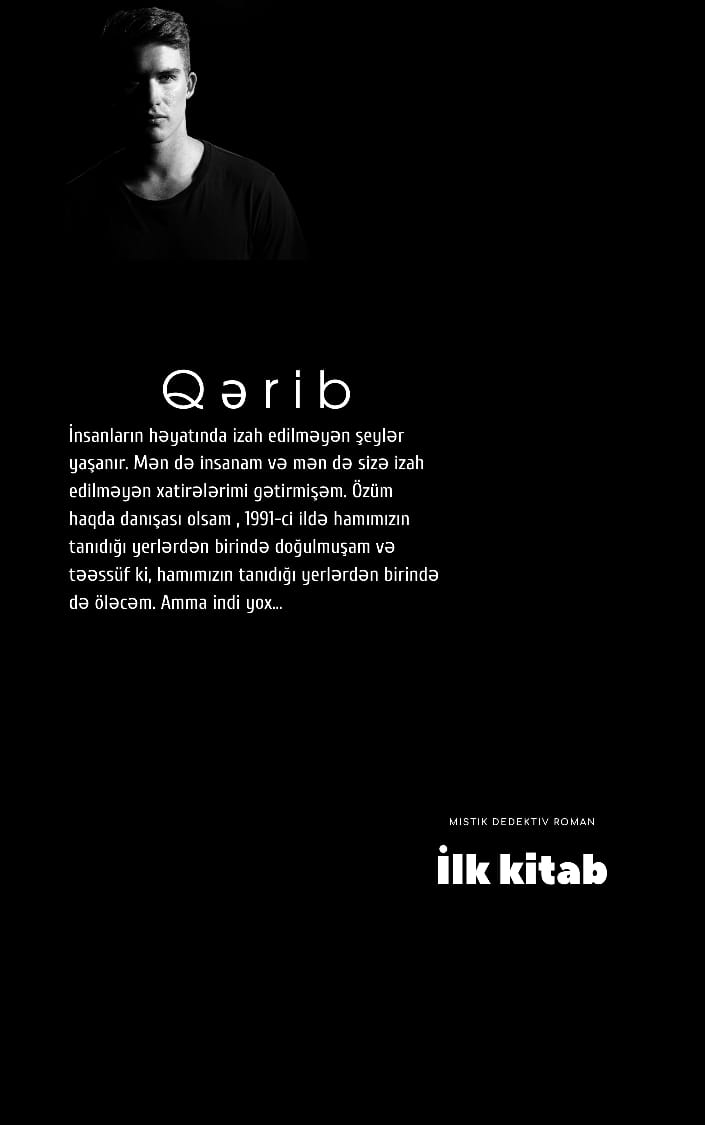 Qərib
İnsanların həyatında izah edilməyən şeylər
yaşanır. Mən də insanam və mən də sizə izah
edilməyən xatirələrimi gətirmişəm. Özüm
haqda danışası olsam , 1991-ci ildə hamımızın
tanıdığı yerlərdən birində doğulmuşam və
təəssüf ki, hamımızın tanıdığı yerlərdən birində
də öləcəm. Amma indi yox...
MISTIK DEDEKTIV ROMAN
İlk kitab